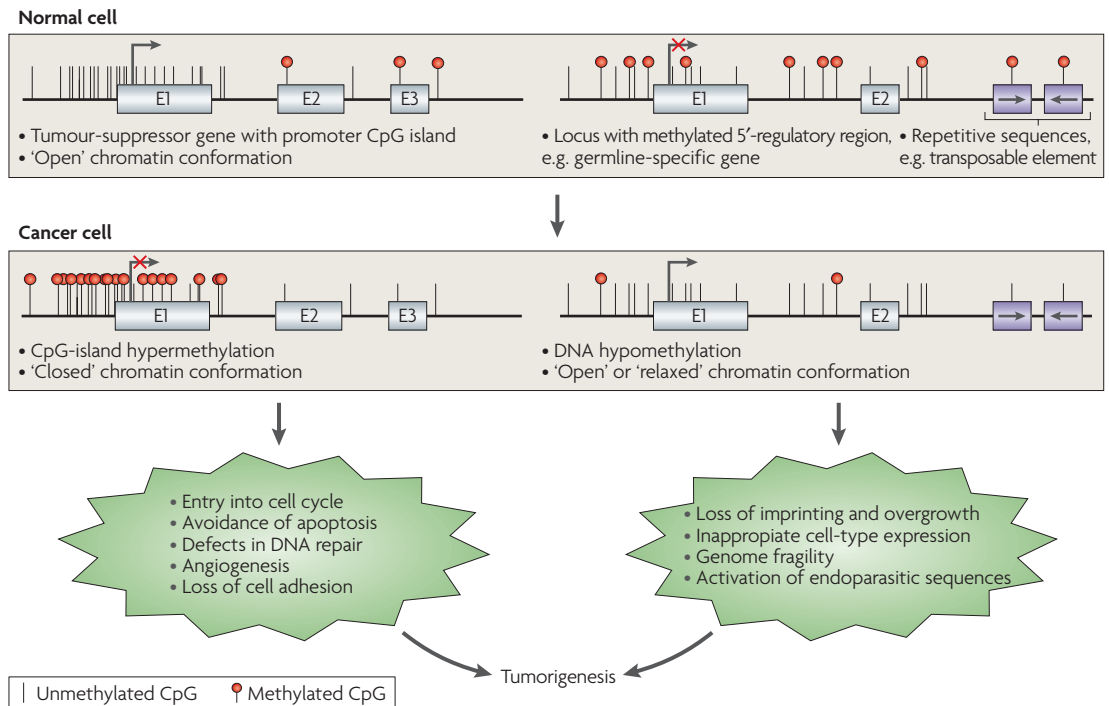 Normal cell
E1
E2
E3
E1
E2
• Tumour-suppressor gene with promoter CpG island
• ‘Open’ chromatin conformation
• Locus with methylated 5′-regulatory region,
e.g. germline-specific gene
• Repetitive sequences,
e.g. transposable element
Cancer cell
E1
E2
E3
E1
E2
• CpG-island hypermethylation
• ‘Closed’ chromatin conformation
• DNA hypomethylation
• ‘Open’ or ‘relaxed’ chromatin conformation
• Entry into cell cycle
• Avoidance of apoptosis
• Defects in DNA repair
• Angiogenesis
• Loss of cell adhesion
• Loss of imprinting and overgrowth
• Inappropiate cell-type expression
• Genome fragility
• Activation of endoparasitic sequences
Tumorigenesis
Unmethylated CpG
Methylated CpG